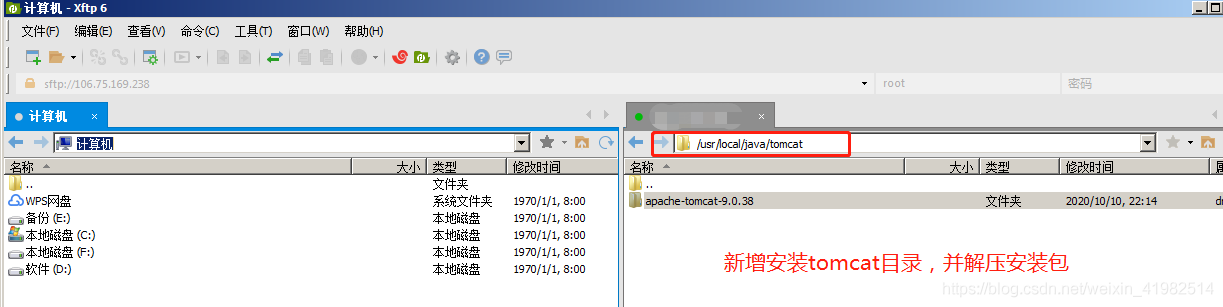 计算机 - Xftp 6
文件(F) 编辑(E) 查看(V) 命令(C) 工具(T) 窗口(W) 帮助(H)
sftp://106.75.169.238 root 密码
计算机
计算机
名称 大小 类型 修改时间
.. 文件夹
WPS网盘 系统文件夹 1970/1/1, 8:00
备份 (E:) 本地磁盘 1970/1/1, 8:00
本地磁盘 (C:) 本地磁盘 1970/1/1, 8:00
本地磁盘 (F:) 本地磁盘 1970/1/1, 8:00
软件 (D:) 本地磁盘 1970/1/1, 8:00
/usr/local/java/tomcat
名称 大小 类型 修改时间 属
..
apache-tomcat-9.0.38 文件夹 2020/10/10, 22:14
新增安装tomcat目录，并解压安装包
https://blog.csdn.net/weixin_41982514